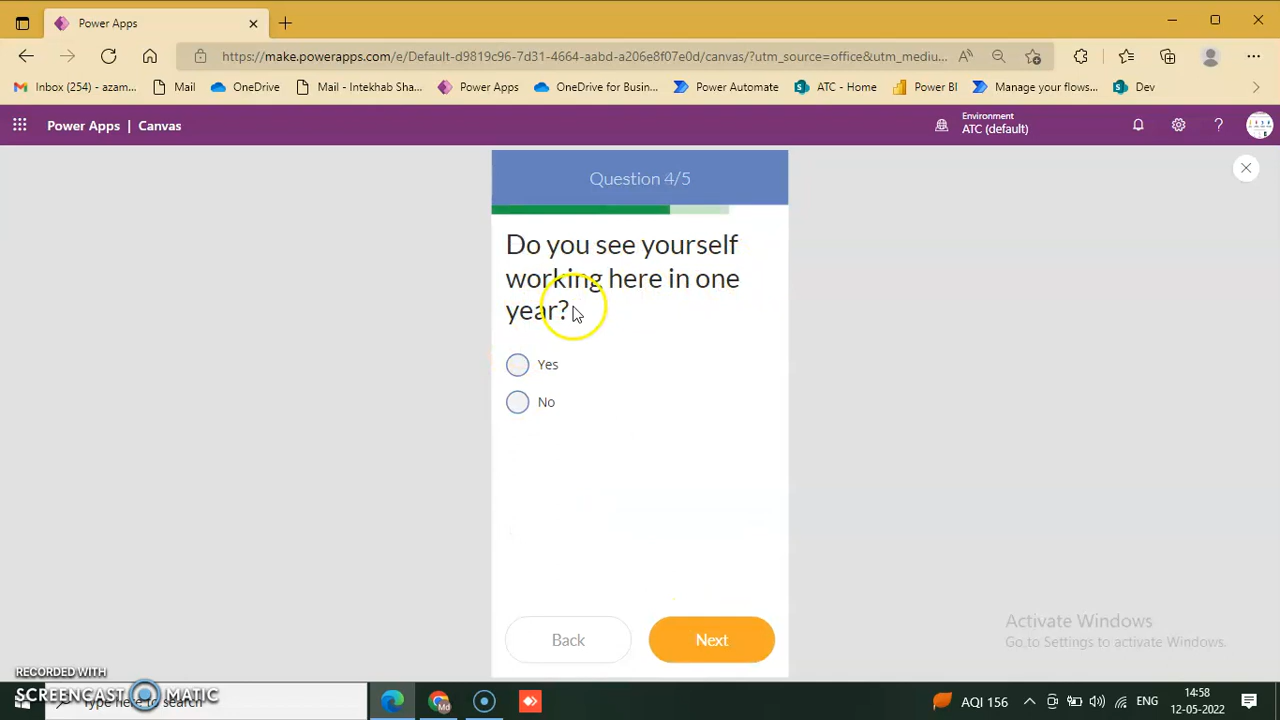 Power Apps
https://make.powerapps.com/e/Default-d9819c96-7d31-4664-aabd-a206e8f07e0d/canvas/?utm_source=office&utm_mediu...
Inbox (254) - azam...
Mail
OneDrive
Mail - Intekhab Sha...
Power Apps
OneDrive for Busin...
Power Automate
ATC - Home
Power BI
Manage your flows...
Dev
Power Apps | Canvas
Environment
ATC (default)
Question 4/5
Do you see yourself
working here in one
year?
Yes
No
Back
Next
Activate Windows
Go to Settings to activate Windows.
RECORDED WITH
SCREENCAST MATIC
Type here to search
AQI 156
ENG
14:58
12-05-2022